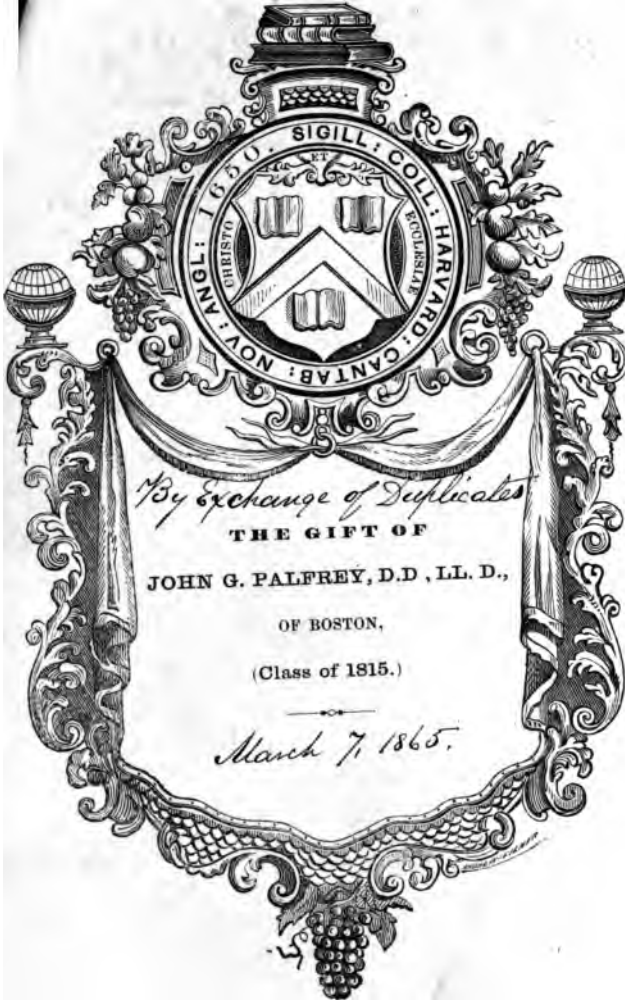 SIGILL: COLL: HARVARD: CANTAB: NOV: ANGL: 1650.
CHRISTO
ET
ECCLESIAE
By Exchange of Duplicates
THE GIFT OF
JOHN G. PALFREY, D.D, LL. D.,
OF BOSTON,
(Class of 1815.)
March 7, 1865.